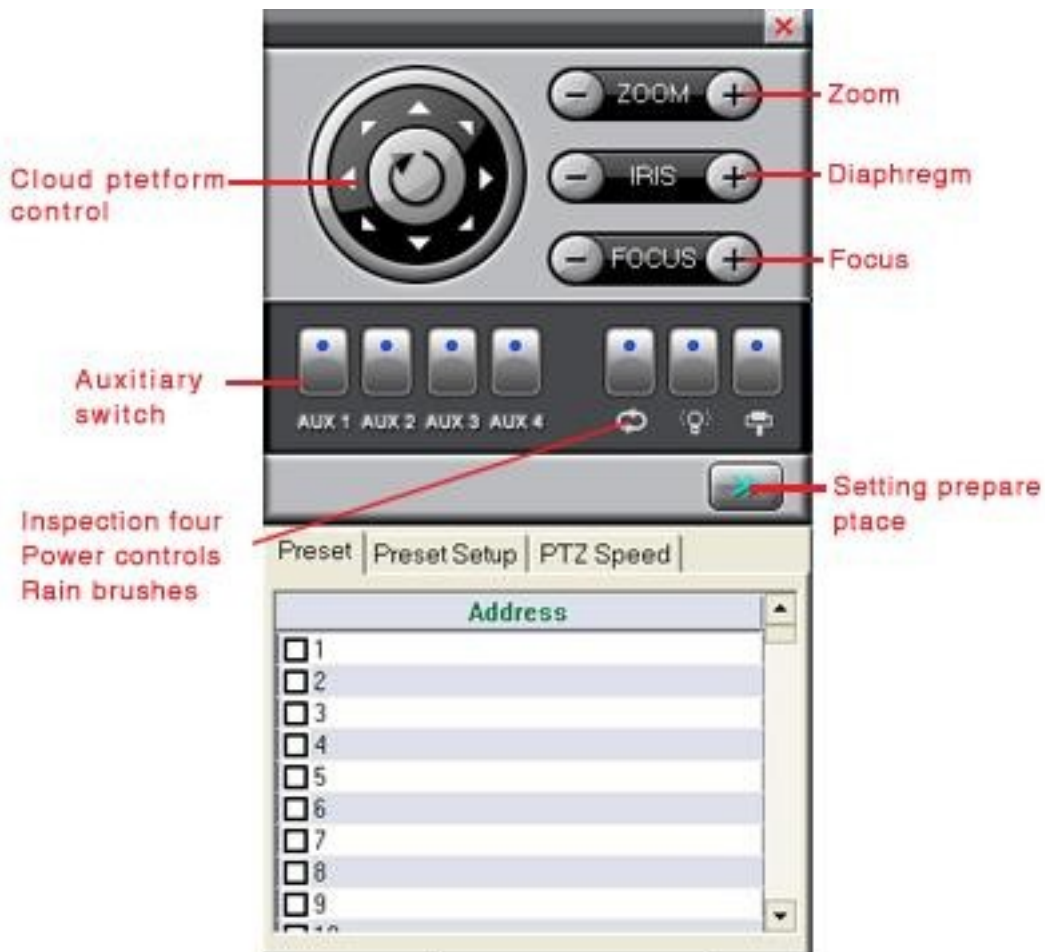 ZOOM
Zoom
Cloud ptetform
control
IRIS
Diaphregm
FOCUS
Focus
Auxitiary
switch
AUX 1 AUX 2 AUX 3 AUX 4
Setting prepare
ptace
Inspection four
Power controls
Rain brushes
Preset Preset Setup PTZ Speed
Address
1
2
3
4
5
6
7
8
9